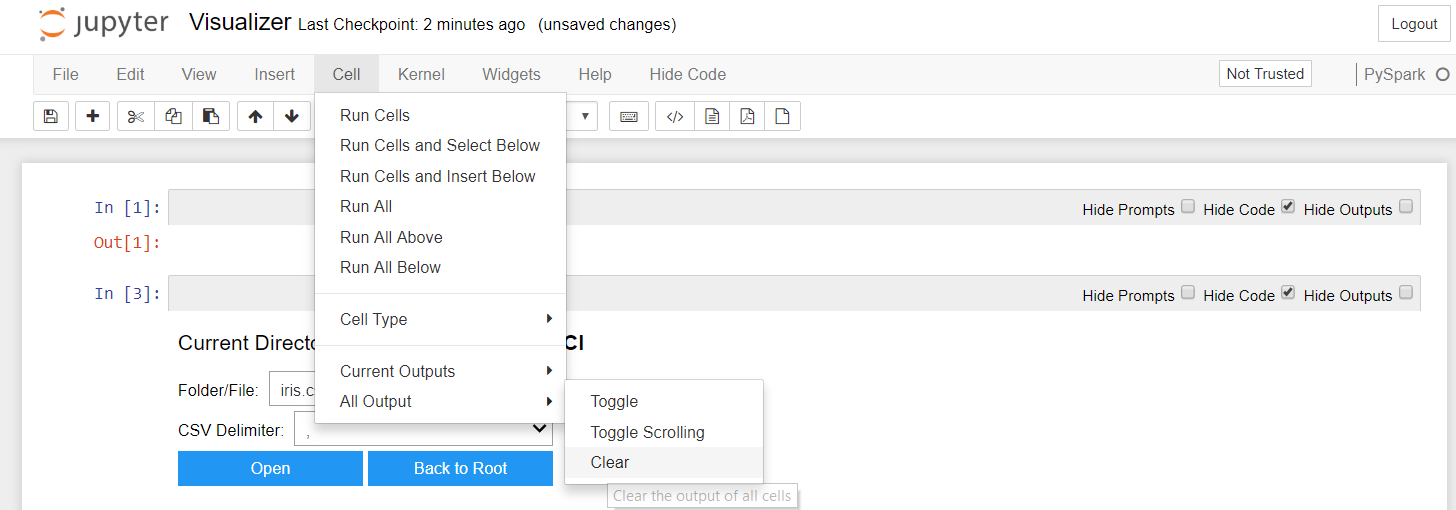 jupyter Visualizer Last Checkpoint: 2 minutes ago (unsaved changes) Logout
File Edit View Insert Cell Kernel Widgets Help Hide Code Not Trusted PySpark
Run Cells
Run Cells and Select Below
Run Cells and Insert Below
Run All
Run All Above
Run All Below
Cell Type
Current Outputs
All Output
Toggle
Toggle Scrolling
Clear
Clear the output of all cells
In [1]: Hide Prompts Hide Code Hide Outputs
Out[1]:
In [3]: Hide Prompts Hide Code Hide Outputs
Current Directo CI
Folder/File: iris.c
CSV Delimiter: ,
Open Back to Root